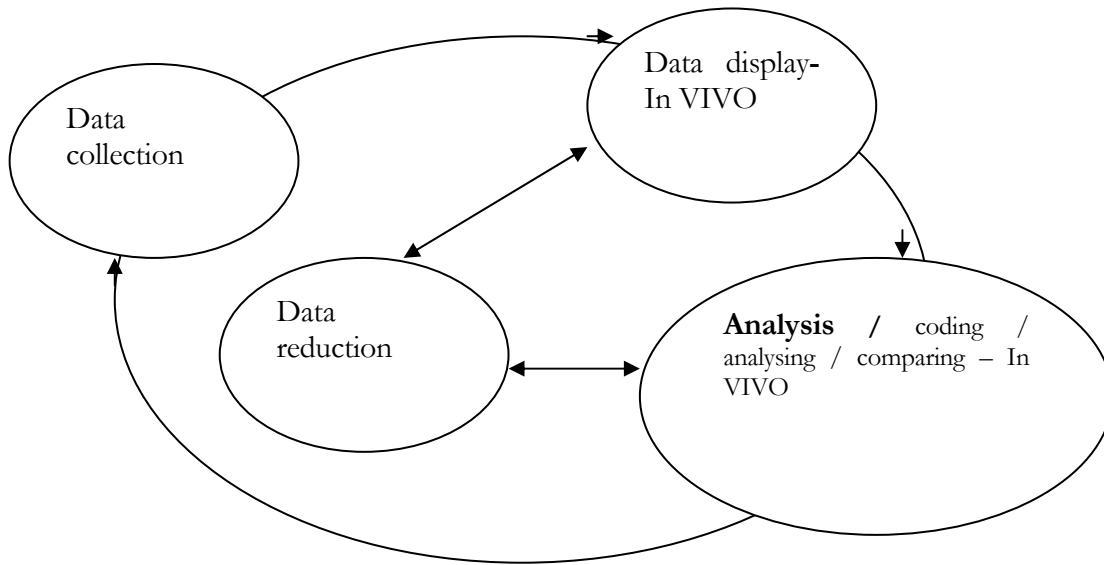 Data display-
In VIVO
Data
collection
Data
reduction
Analysis / coding /
analysing / comparing – In
VIVO